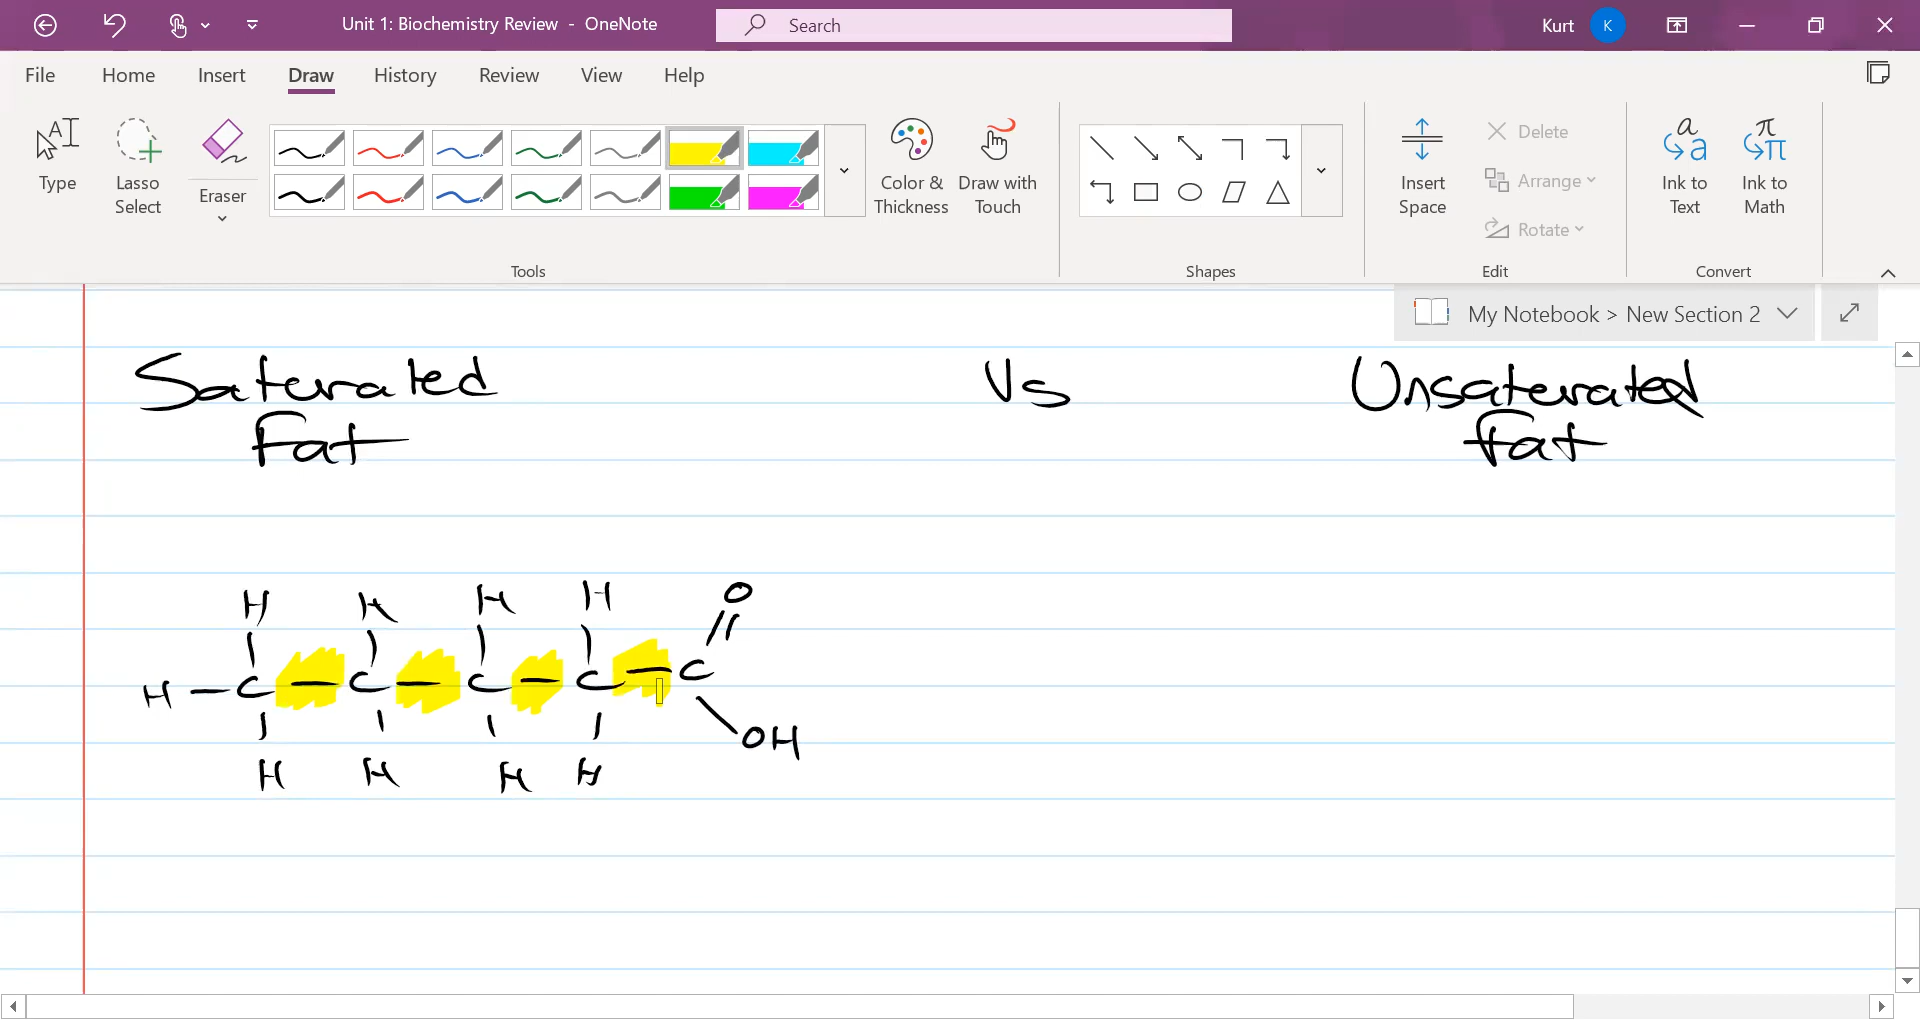 Unit 1: Biochemistry Review - OneNote
Search
Kurt K
File Home Insert Draw History Review View Help
Type
Lasso Select
Eraser
Color & Thickness
Draw with Touch
Insert Space
Delete
Arrange
Rotate
Ink to Text
Ink to Math
Tools Shapes Edit Convert
My Notebook > New Section 2
Saterated Vs Unsaterated
Fat fat
H H H H O
H - C - C - C - C - C
OH
H H H H